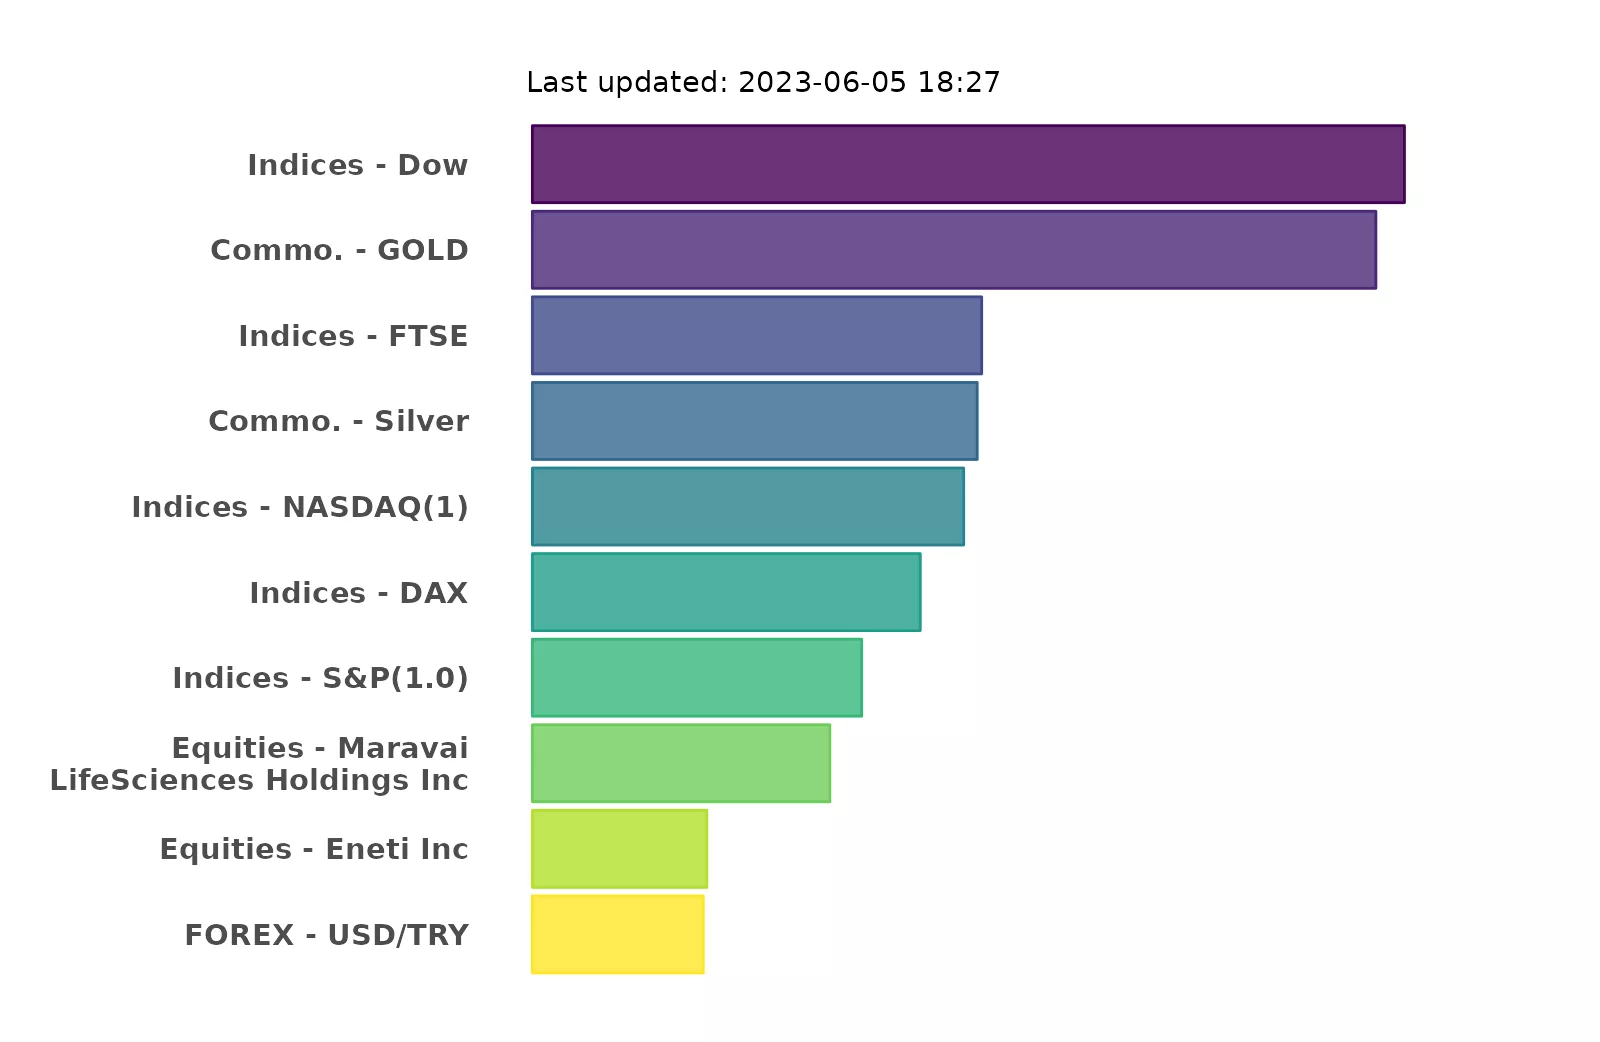 Last updated: 2023-06-05 18:27
Indices - Dow
Commo. - GOLD
Indices - FTSE
Commo. - Silver
Indices - NASDAQ(1)
Indices - DAX
Indices - S&P(1.0)
Equities - Maravai
LifeSciences Holdings Inc
Equities - Eneti Inc
FOREX - USD/TRY